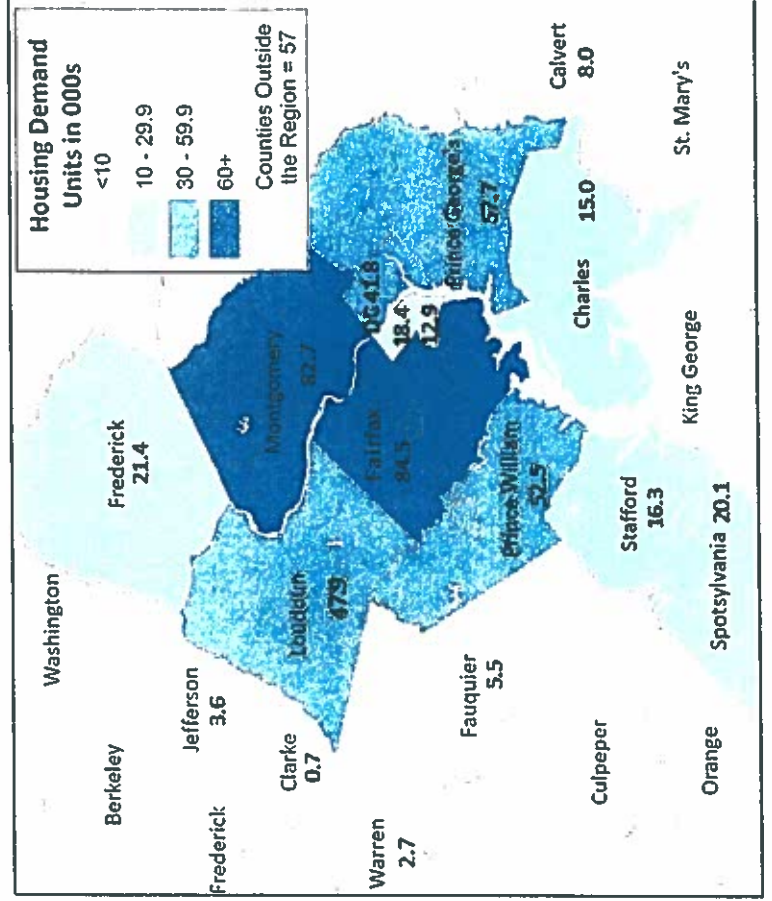 Housing Demand
Units in 000s
<10
10 - 29.9
30 - 59.9
60+
Counties Outside
the Region = 57
Washington
Berkeley
Frederick
21.4
Jefferson
3.6
Frederick
Clarke
0.7
Loudoun
47.9
Montgomery
82.7
Warren
2.7
DC 41.8
18.4
12.9
Fairfax
84.5
Prince George's
57.7
Fauquier
5.5
Prince William
52.5
Calvert
8.0
Charles
15.0
Culpeper
Stafford
16.3
St. Mary's
King George
Orange
Spotsylvania 20.1